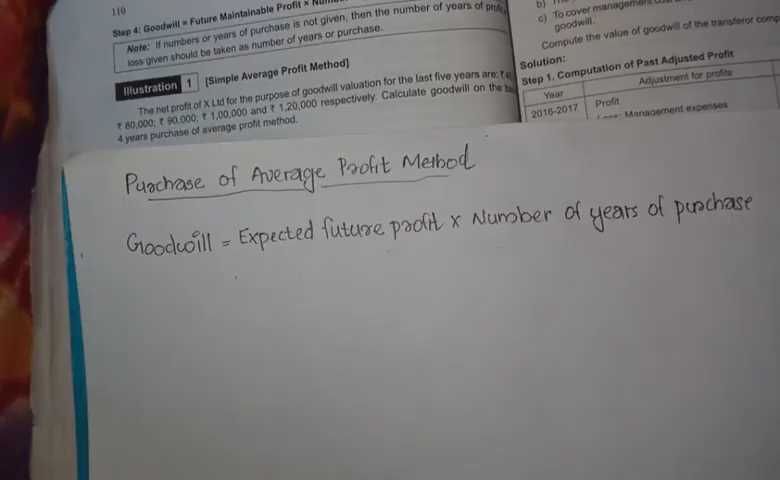 110
Step 4: Goodwill = Future Maintainable Profit ×
Note: If numbers or years of purchase is not given, then the number of years of
loss given should be taken as number of years or purchase.
Illustration 1 [Simple Average Profit Method]
The net profit of X Ltd for the purpose of goodwill valuation for the last five years are: ₹
₹ 80,000; ₹ 90,000; ₹ 1,00,000 and ₹ 1,20,000 respectively. Calculate goodwill on the
4 years purchase of average profit method.
b)
c) To cover management
goodwill.
Compute the value of goodwill of the transferor
Solution:
Step 1. Computation of Past Adjusted Profit
Year Adjustment for profits
2016-2017 Profit
Management expenses
Purchase of Average Profit Method
Goodwill = Expected future profit × Number of years of purchase